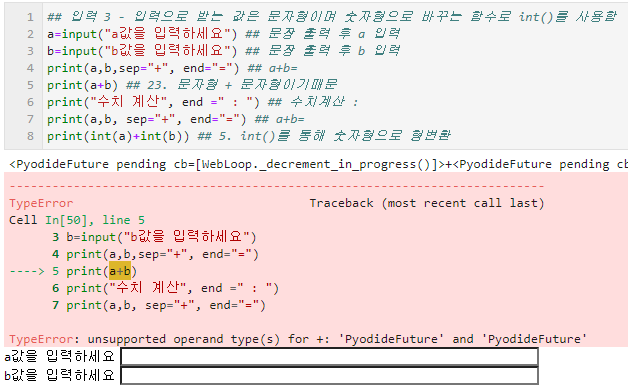 1 ## 입력 3 - 입력으로 받는 값은 문자형이며 숫자형으로 바꾸는 함수로 int()를 사용함
2 a=input("a값을 입력하세요") ## 문장 출력 후 a 입력
3 b=input("b값을 입력하세요") ## 문장 출력 후 b 입력
4 print(a,b,sep="+", end="=") ## a+b=
5 print(a+b) ## 23. 문자형 + 문자형이기때문
6 print("수치 계산", end =" : ") ## 수치계산 :
7 print(a,b, sep="+", end="=") ## a+b=
8 print(int(a)+int(b)) ## 5. int()를 통해 숫자형으로 형변환
<PyodideFuture pending cb=[WebLoop._decrement_in_progress()]>+<PyodideFuture pending cb
---------------------------------------------------------------------------
TypeError Traceback (most recent call last)
Cell In[50], line 5
3 b=input("b값을 입력하세요")
4 print(a,b,sep="+", end="=")
----> 5 print(a+b)
6 print("수치 계산", end =" : ")
7 print(a,b, sep="+", end="=")
TypeError: unsupported operand type(s) for +: 'PyodideFuture' and 'PyodideFuture'
a값을 입력하세요
b값을 입력하세요